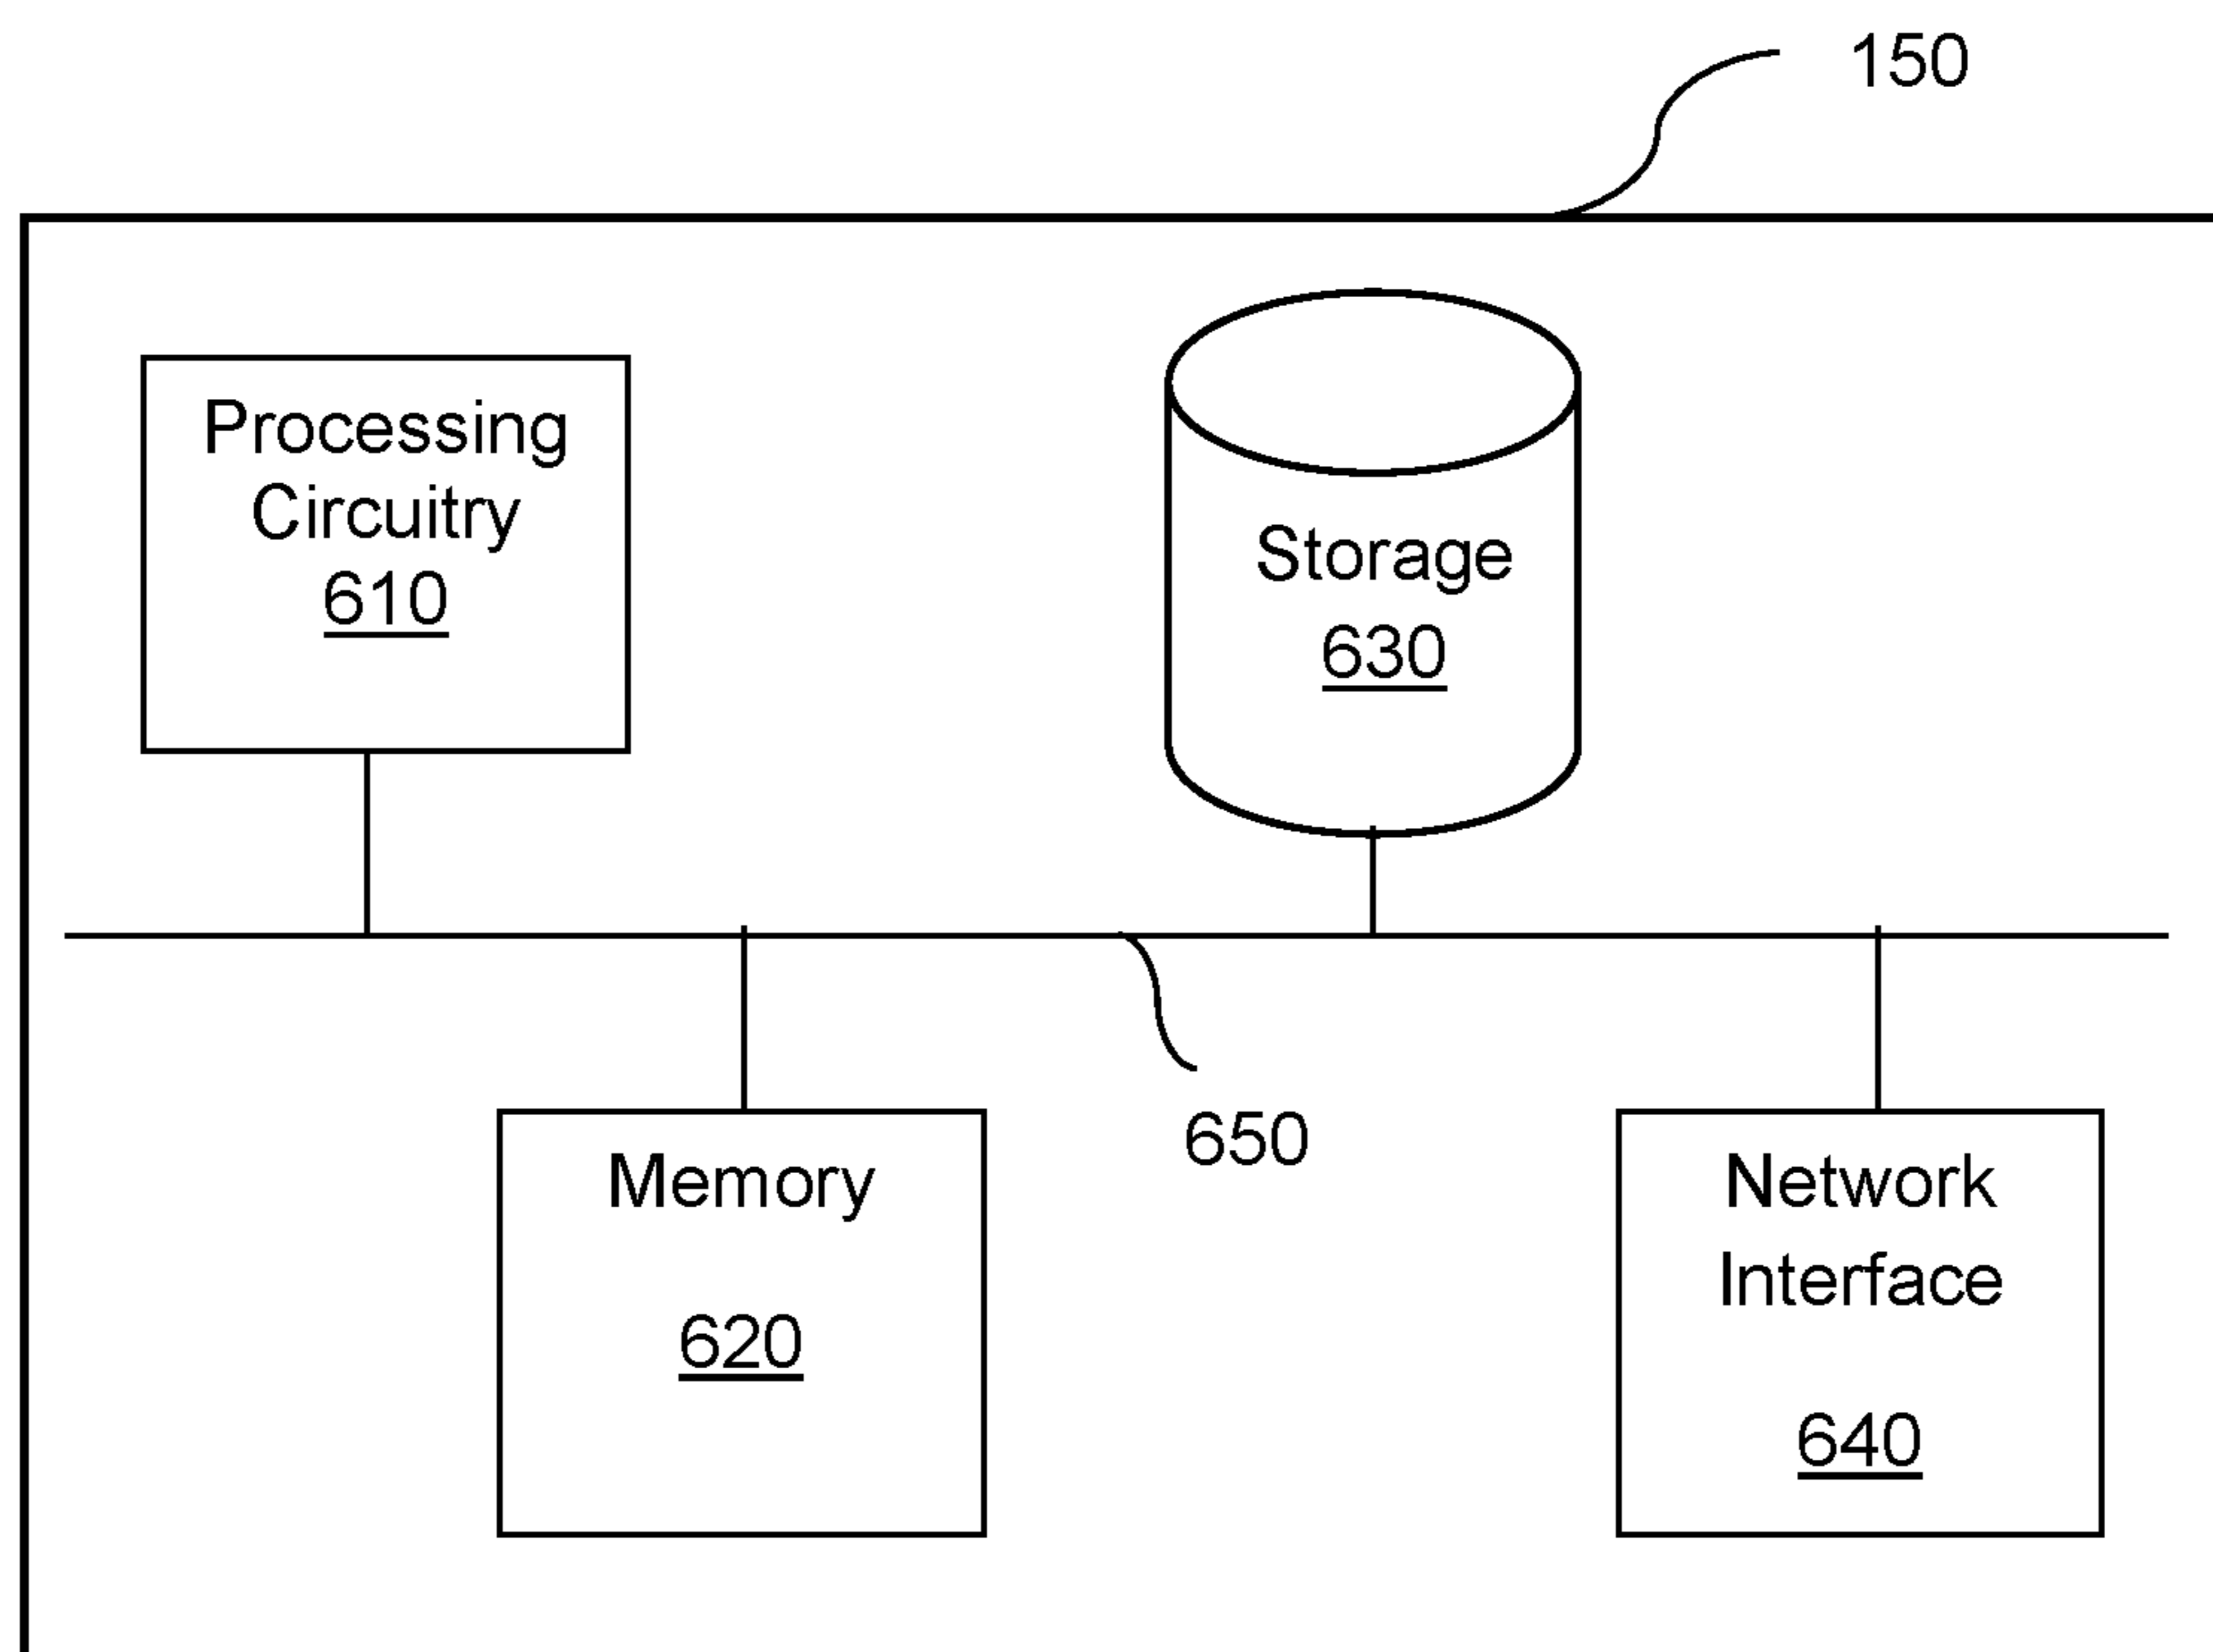 150
Processing
Circuitry
610
Storage
630
650
Memory
620
Network
Interface
640